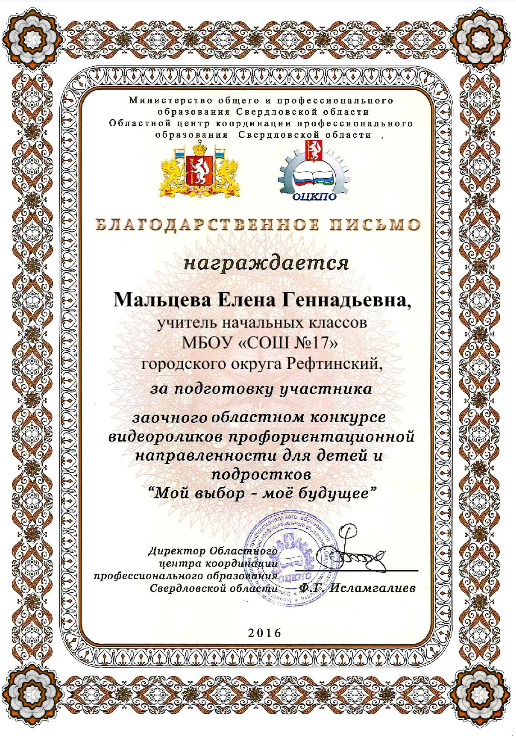 Министерство общего и профессионального
образования Свердловской области
Областной центр координации профессионального
образования Свердловской области ,
ОЦКПО
БЛАГОДАРСТВЕННОЕ ПИСЬМО
награждается
Мальцева Елена Геннадьевна,
учитель начальных классов
МБОУ «СОШ №17»
городского округа Рефтинский,
за подготовку участника
заочного областном конкурсе
видеороликов профориентационной
направленности для детей и
подростков
“Мой выбор - моё будущее”
Директор Областного
центра координации
профессионального образования
Свердловской области
Ф.Г. Исламгалиев
2016